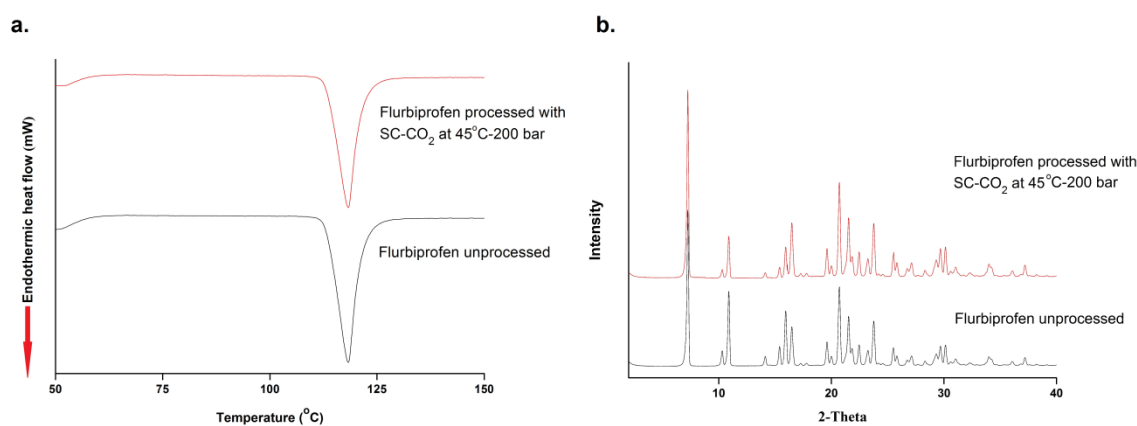 a.
Endothermic heat flow (mW)
Flurbiprofen processed with
SC-CO₂ at 45°C-200 bar
Flurbiprofen unprocessed
50 75 100 125 150
Temperature (°C)
b.
Intensity
Flurbiprofen processed with
SC-CO₂ at 45°C-200 bar
Flurbiprofen unprocessed
10 20 30 40
2-Theta